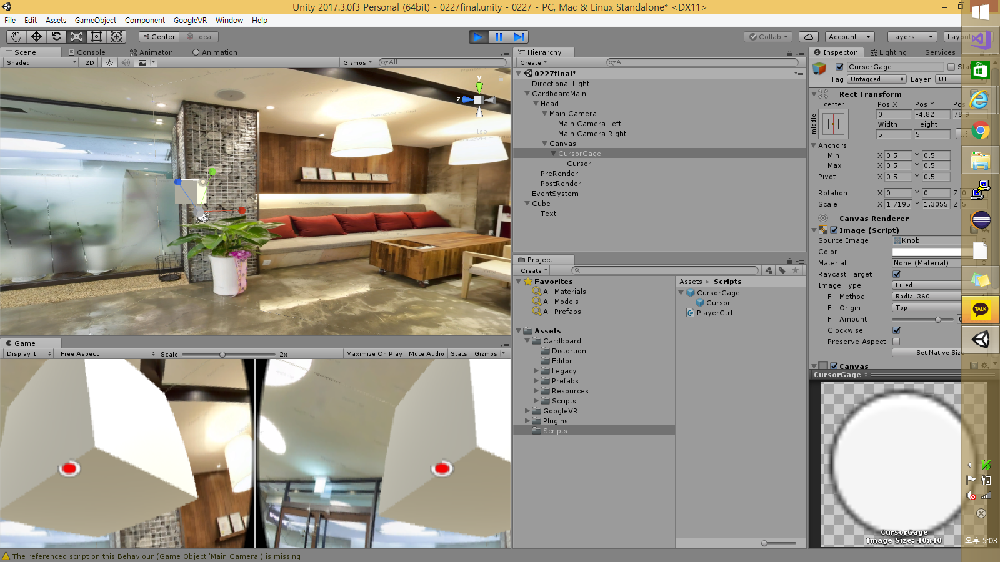 Unity 2017.3.0f3 Personal (64bit) - 0227final.unity - 0227 - PC, Mac & Linux Standalone* <DX11>
File Edit Assets GameObject Component GoogleVR Window Help
Center Local Collab Account Layers Layou
Scene Console Animator Animation
Shaded 2D Gizmos All
y
z
Iso
Game
Display 1 Free Aspect Scale 2x Maximize On Play Mute Audio Stats Gizmos
Hierarchy
Create All
0227final*
Directional Light
CardboardMain
Head
Main Camera
Main Camera Left
Main Camera Right
Canvas
CursorGage
Cursor
PreRender
PostRender
EventSystem
Cube
Text
Project
Create
Favorites
All Materials
All Models
All Prefabs
Assets
Cardboard
Distortion
Editor
Legacy
Prefabs
Resources
Scripts
GoogleVR
Plugins
Scripts
Assets Scripts
CursorGage
Cursor
PlayerCtrl
Inspector Lighting Services
CursorGage Stat
Tag Untagged Layer UI
Rect Transform
center Pos X Pos Y Pos
middle 0 -4.82 78.9
Width Height
5 5
Anchors
Min X 0.5 Y 0.5
Max X 0.5 Y 0.5
Pivot X 0.5 Y 0.5
Rotation X 0 Y 0 Z 0
Scale X 1.7195 Y 1.3055 Z 5
Canvas Renderer
Image (Script)
Source Image Knob
Color
Material None (Material)
Raycast Target
Image Type Filled
Fill Method Radial 360
Fill Origin Top
Fill Amount
Clockwise
Preserve Aspect
Set Native Size
Canvas
CursorGage
CursorGage
Image Size: 40x40
TALK
오후 5:03
The referenced script on this Behaviour (Game Object 'Main Camera') is missing!